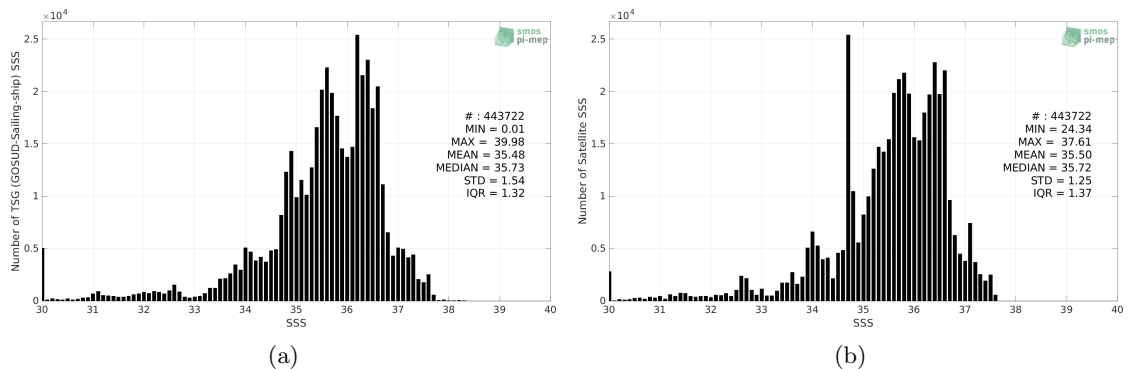 ×10⁴
Number of TSG (GOSUD-Sailing-ship) SSS
2.5
2
1.5
1
0.5
0
30 31 32 33 34 35 36 37 38 39 40
SSS
smos
pi-mep
# : 443722
MIN = 0.01
MAX = 39.98
MEAN = 35.48
MEDIAN = 35.73
STD = 1.54
IQR = 1.32
(a)
×10⁴
Number of Satellite SSS
2.5
2
1.5
1
0.5
0
30 31 32 33 34 35 36 37 38 39 40
SSS
smos
pi-mep
# : 443722
MIN = 24.34
MAX = 37.61
MEAN = 35.50
MEDIAN = 35.72
STD = 1.25
IQR = 1.37
(b)